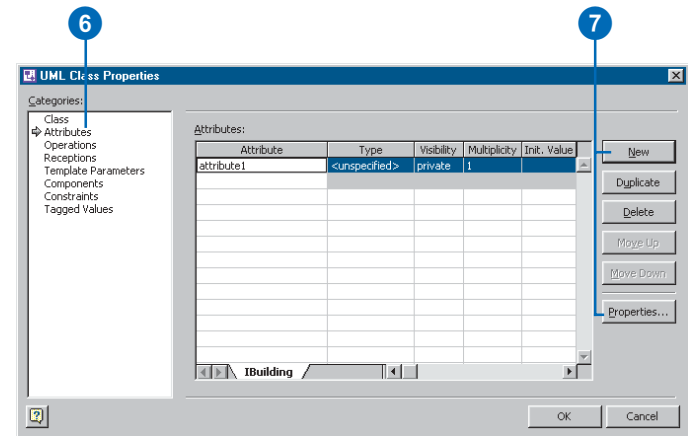 6 7
UML Class Properties
Categories:
Class
Attributes
Operations
Receptions
Template Parameters
Components
Constraints
Tagged Values
Attributes:
Attribute Type Visibility Multiplicity Init. Value
attribute1 <unspecified> private 1
IBuilding
New
Duplicate
Delete
Move Up
Move Down
Properties...
OK Cancel